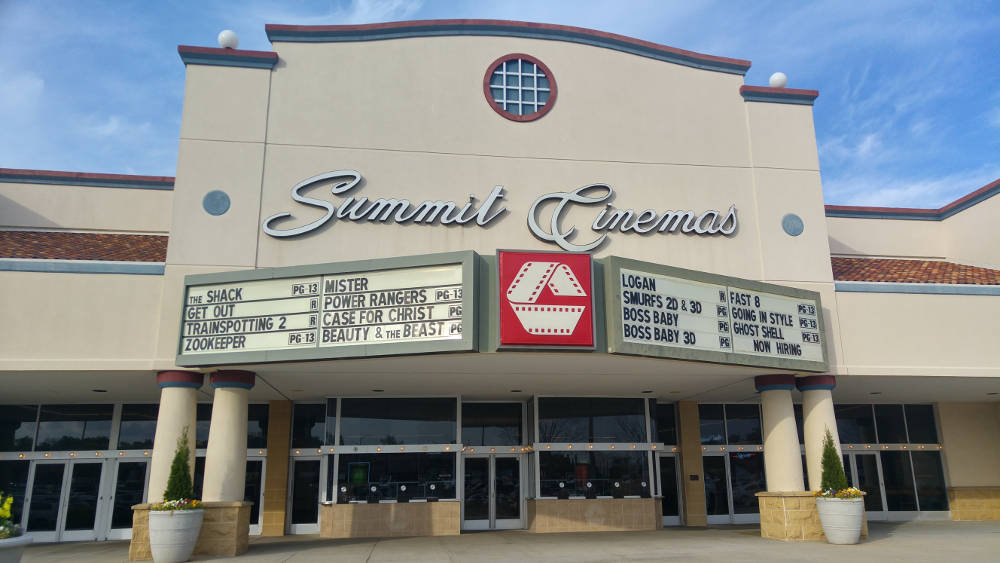 Summit Cinemas
THE SHACK PG-13
GET OUT R
TRAINSPOTTING 2 R
ZOOKEEPER PG-13
MISTER
POWER RANGERS PG-13
CASE FOR CHRIST PG
BEAUTY & THE BEAST PG
LOGAN R
SMURFS 2D & 3D PG
BOSS BABY PG
BOSS BABY 3D PG
FAST 8 PG-13
GOING IN STYLE PG-13
GHOST SHELL PG-13
NOW HIRING